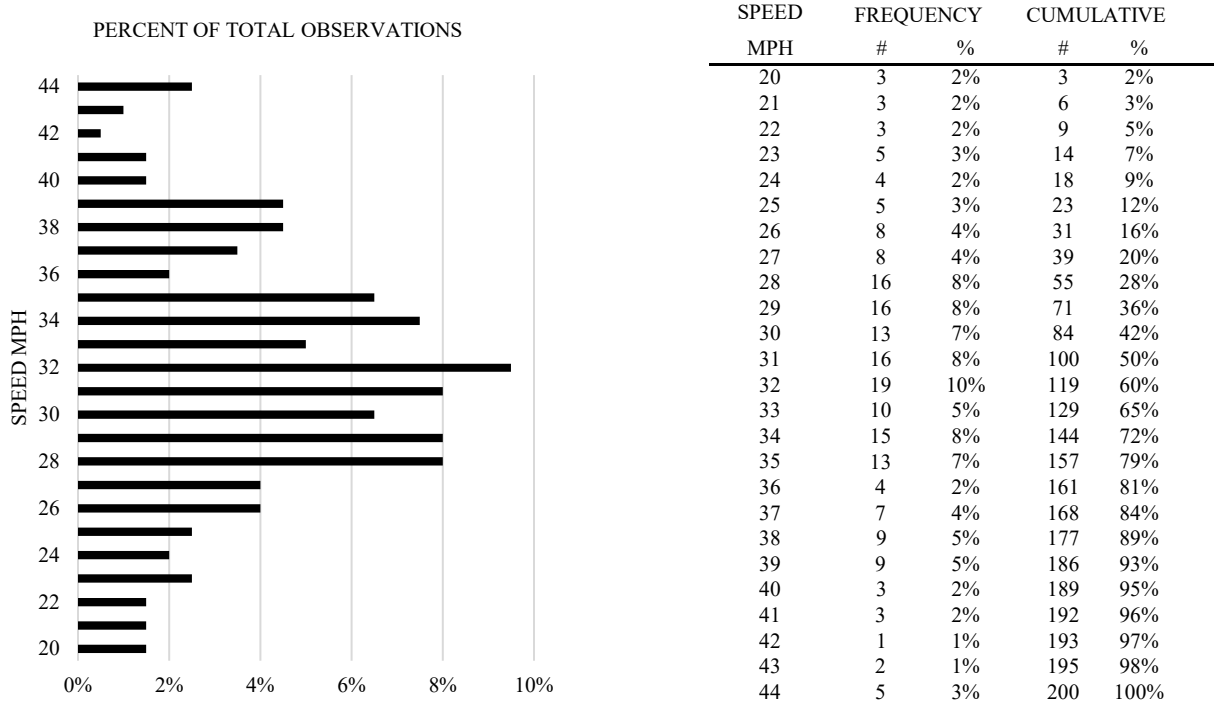 PERCENT OF TOTAL OBSERVATIONS
SPEED MPH
44
42
40
38
36
34
32
30
28
26
24
22
20
0% 2% 4% 6% 8% 10%
SPEED FREQUENCY CUMULATIVE
MPH # % # %
20 3 2% 3 2%
21 3 2% 6 3%
22 3 2% 9 5%
23 5 3% 14 7%
24 4 2% 18 9%
25 5 3% 23 12%
26 8 4% 31 16%
27 8 4% 39 20%
28 16 8% 55 28%
29 16 8% 71 36%
30 13 7% 84 42%
31 16 8% 100 50%
32 19 10% 119 60%
33 10 5% 129 65%
34 15 8% 144 72%
35 13 7% 157 79%
36 4 2% 161 81%
37 7 4% 168 84%
38 9 5% 177 89%
39 9 5% 186 93%
40 3 2% 189 95%
41 3 2% 192 96%
42 1 1% 193 97%
43 2 1% 195 98%
44 5 3% 200 100%